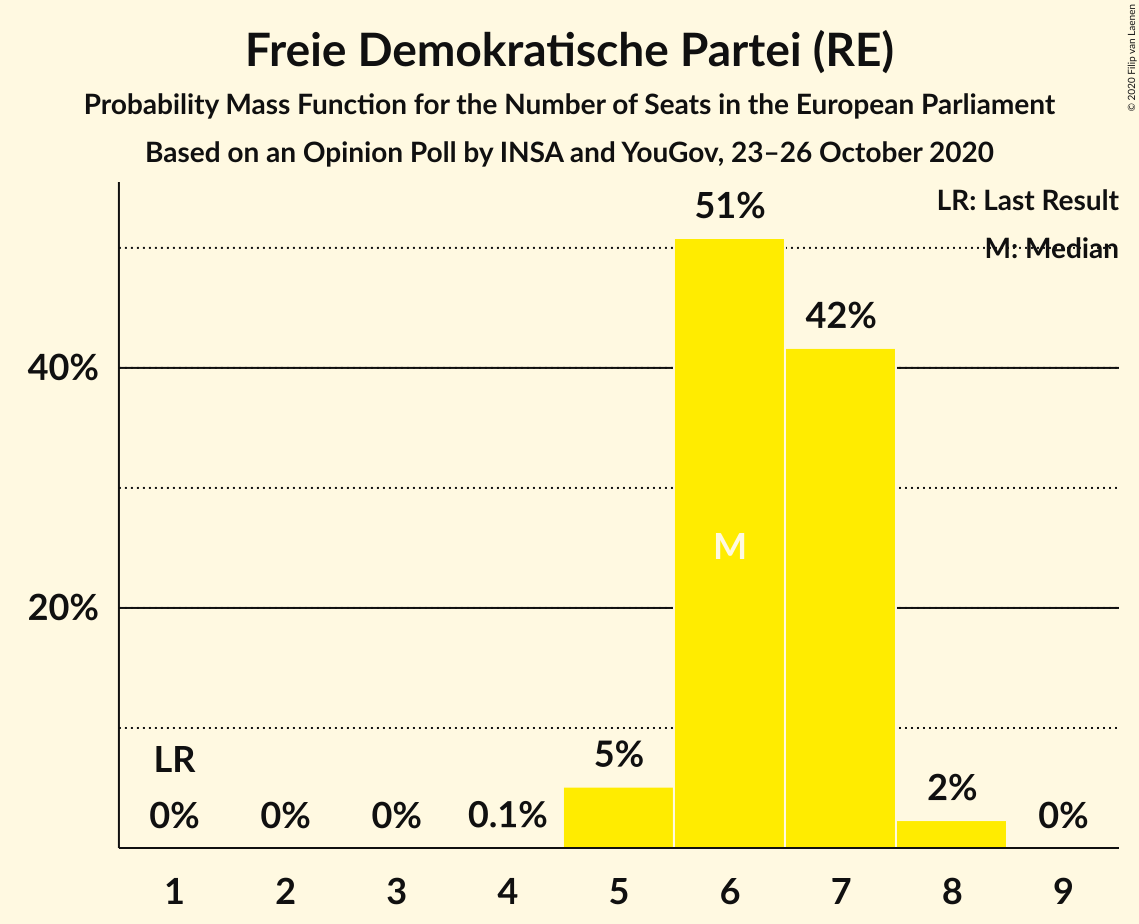 Freie Demokratische Partei (RE)
Probability Mass Function for the Number of Seats in the European Parliament
Based on an Opinion Poll by INSA and YouGov, 23–26 October 2020
© 2020 Filip van Laenen
LR: Last Result
M: Median
51%
42%
40%
M
20%
LR
5%
2%
0%
0%
0%
0.1%
0%
1
2
3
4
5
6
7
8
9